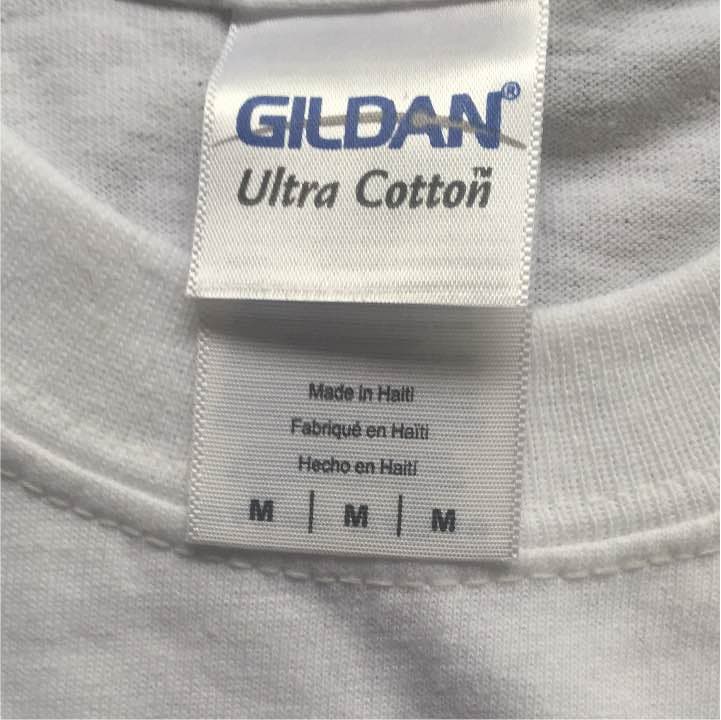 GILDAN®
Ultra Cotton™
Made in Haiti
Fabriqué en Haïti
Hecho en Haití
M | M | M